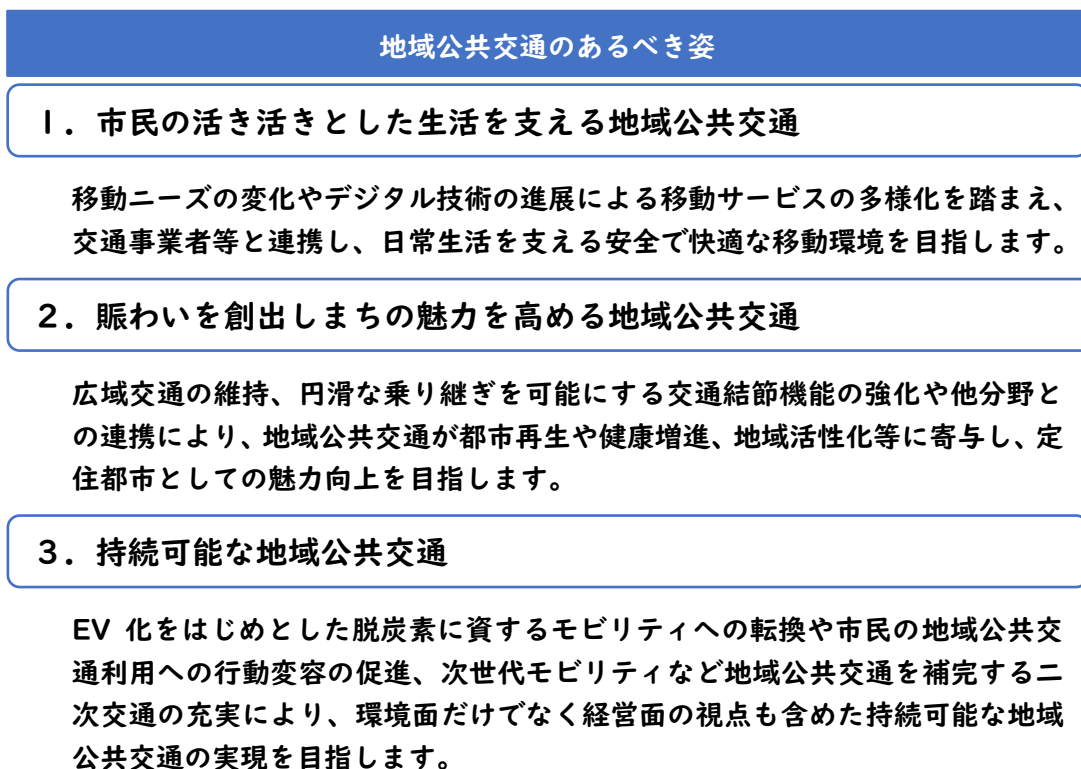 地域公共交通のあるべき姿
１．市民の活き活きとした生活を支える地域公共交通
移動ニーズの変化やデジタル技術の進展による移動サービスの多様化を踏まえ、
交通事業者等と連携し、日常生活を支える安全で快適な移動環境を目指します。
２．賑わいを創出しまちの魅力を高める地域公共交通
広域交通の維持、円滑な乗り継ぎを可能にする交通結節機能の強化や他分野と
の連携により、地域公共交通が都市再生や健康増進、地域活性化等に寄与し、定
住都市としての魅力向上を目指します。
３．持続可能な地域公共交通
EV 化をはじめとした脱炭素に資するモビリティへの転換や市民の地域公共交
通利用への行動変容の促進、次世代モビリティなど地域公共交通を補完する二
次交通の充実により、環境面だけでなく経営面の視点も含めた持続可能な地域
公共交通の実現を目指します。